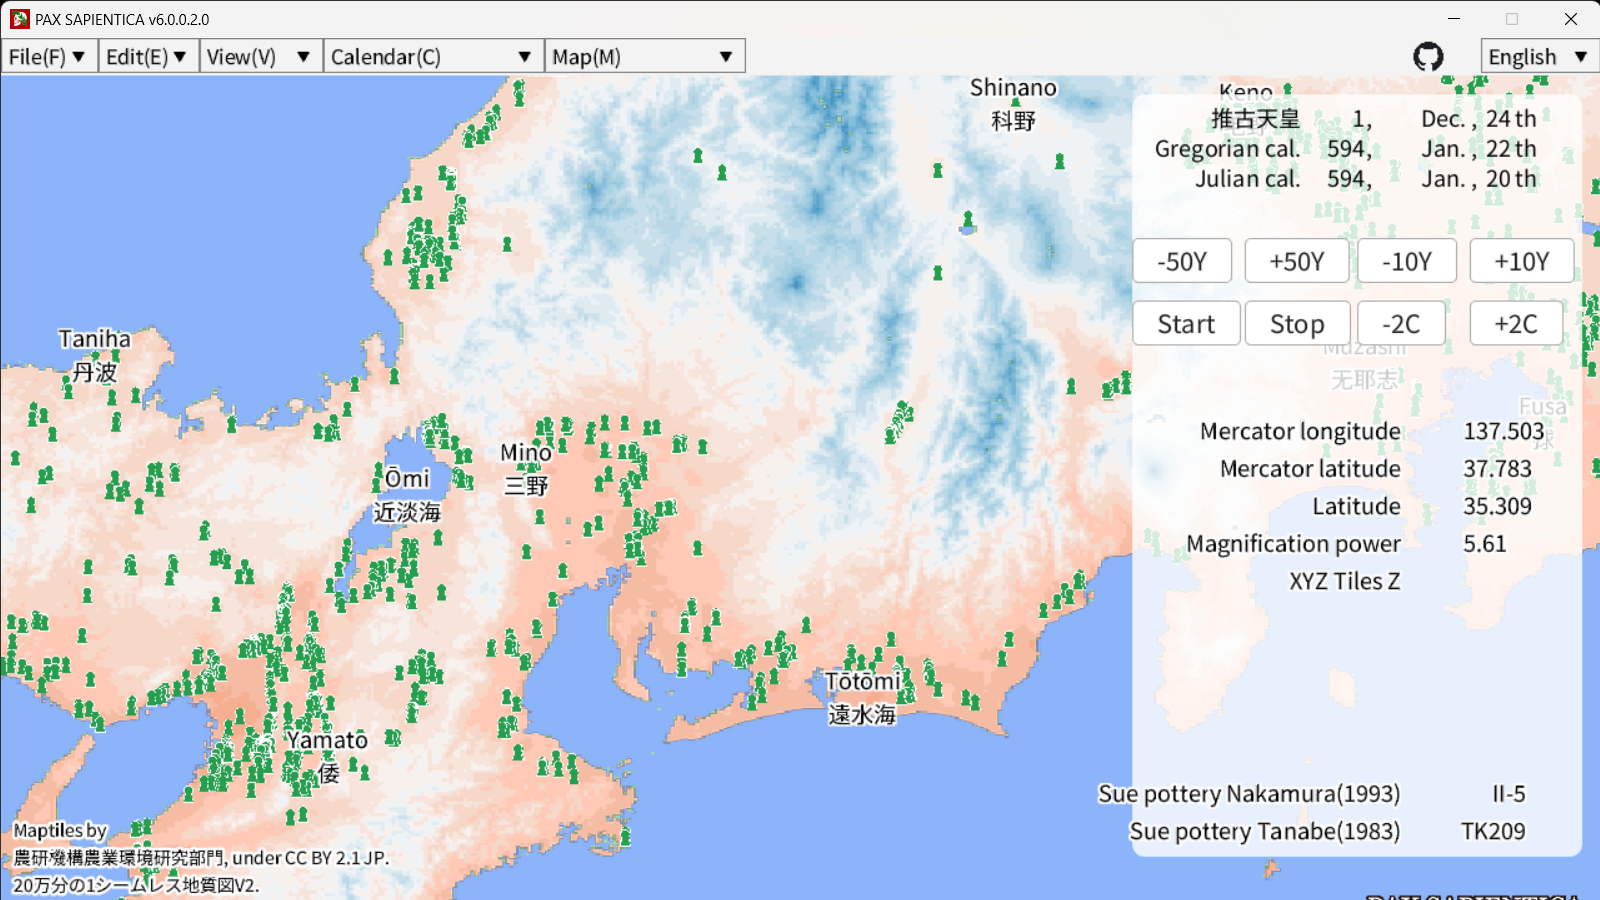 PAX SAPIENTICA v6.0.0.2.0
File(F) ▼ Edit(E) ▼ View(V) ▼ Calendar(C) ▼ Map(M) ▼ English ▼
Shinano
科野
Keno
推古天皇 1, Dec. , 24 th
Gregorian cal. 594, Jan. , 22 th
Julian cal. 594, Jan. , 20 th
-50Y +50Y -10Y +10Y
Start Stop -2C +2C
Taniha
丹波
Muzashi
无耶志
Fusa
Mercator longitude 137.503
Mercator latitude 37.783
Latitude 35.309
Magnification power 5.61
XYZ Tiles Z
Mino
三野
Ōmi
近淡海
Tōtōmi
遠水海
Yamato
倭
Sue pottery Nakamura(1993) II-5
Sue pottery Tanabe(1983) TK209
Maptiles by
農研機構農業環境研究部門, under CC BY 2.1 JP.
20万分の1シームレス地質図V2.
PAX SAPIENTICA